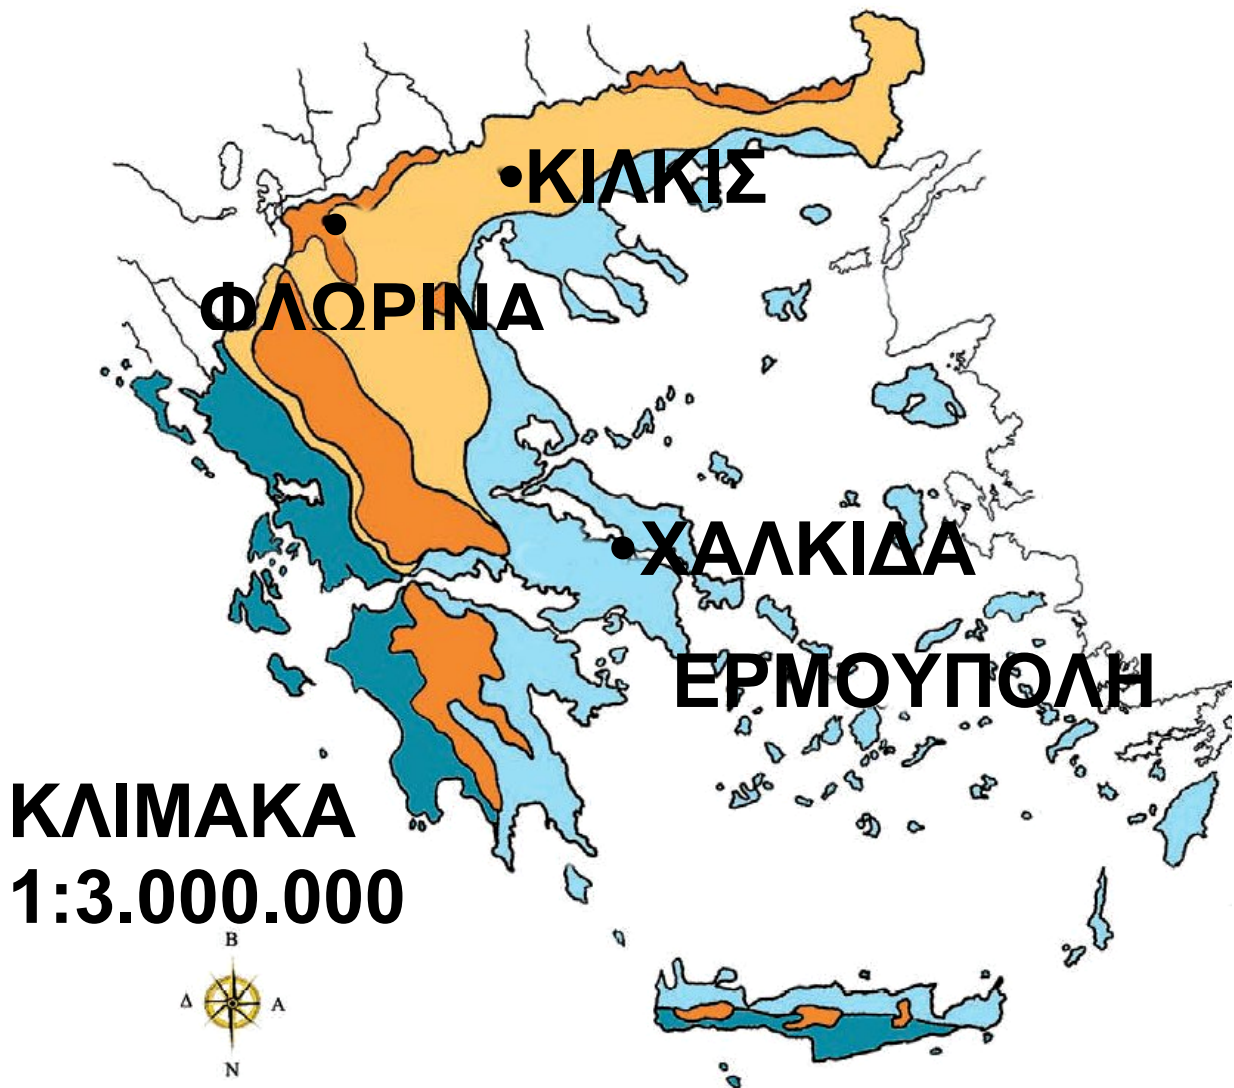 ΚΙΛΚΙΣ
ΦΛΩΡΙΝΑ
ΧΑΛΚΙΔΑ
ΕΡΜΟΥΠΟΛΗ
ΚΛΙΜΑΚΑ
1:3.000.000
Β
Δ Α
Ν